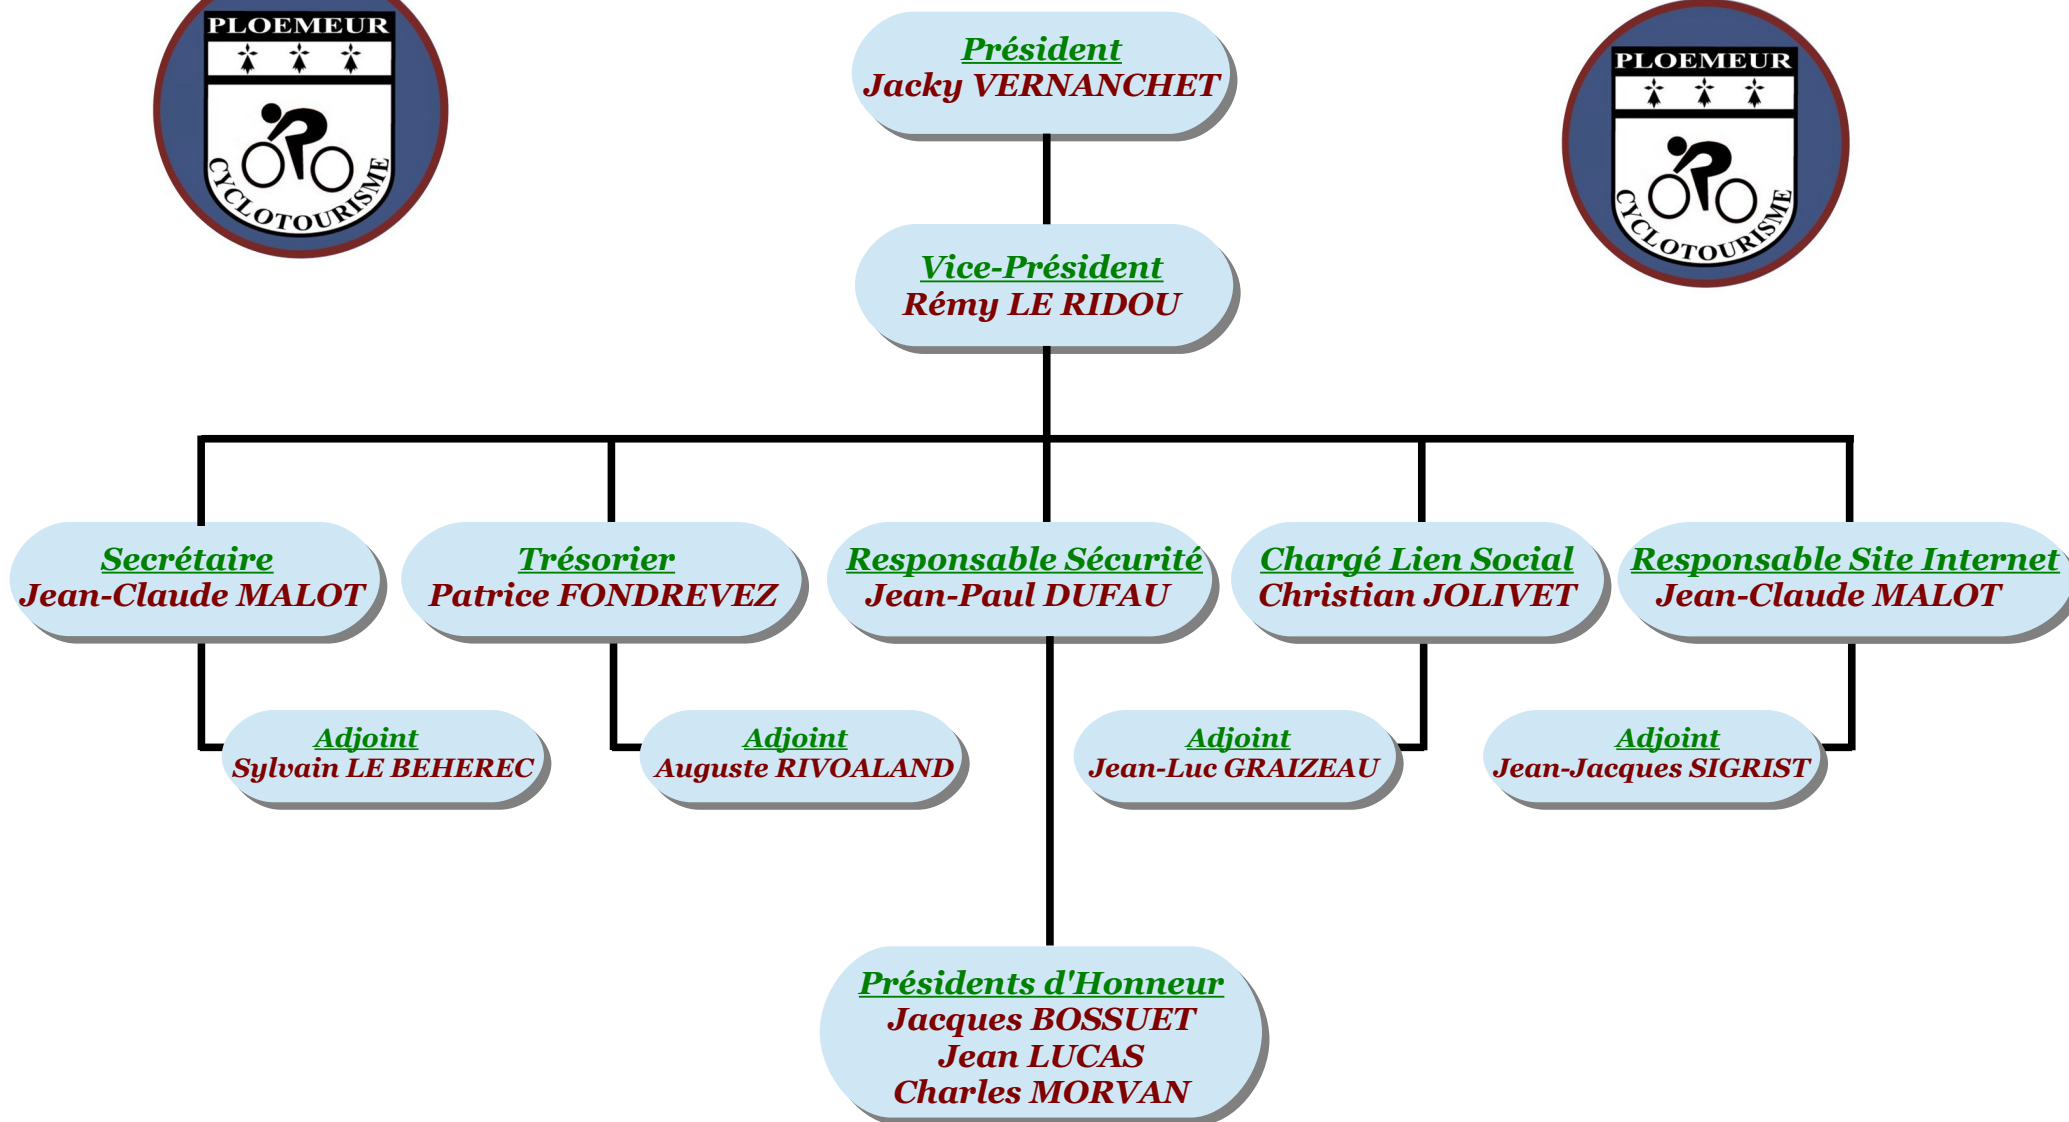 PLOEMEUR
CYCLOTOURISME
Président
Jacky VERNANCHET
PLOEMEUR
CYCLOTOURISME
Vice-Président
Rémy LE RIDOU
Secrétaire
Jean-Claude MALOT
Trésorier
Patrice FONDREVEZ
Responsable Sécurité
Jean-Paul DUFAU
Chargé Lien Social
Christian JOLIVET
Responsable Site Internet
Jean-Claude MALOT
Adjoint
Sylvain LE BEHEREC
Adjoint
Auguste RIVOALAND
Adjoint
Jean-Luc GRAIZEAU
Adjoint
Jean-Jacques SIGRIST
Présidents d'Honneur
Jacques BOSSUET
Jean LUCAS
Charles MORVAN